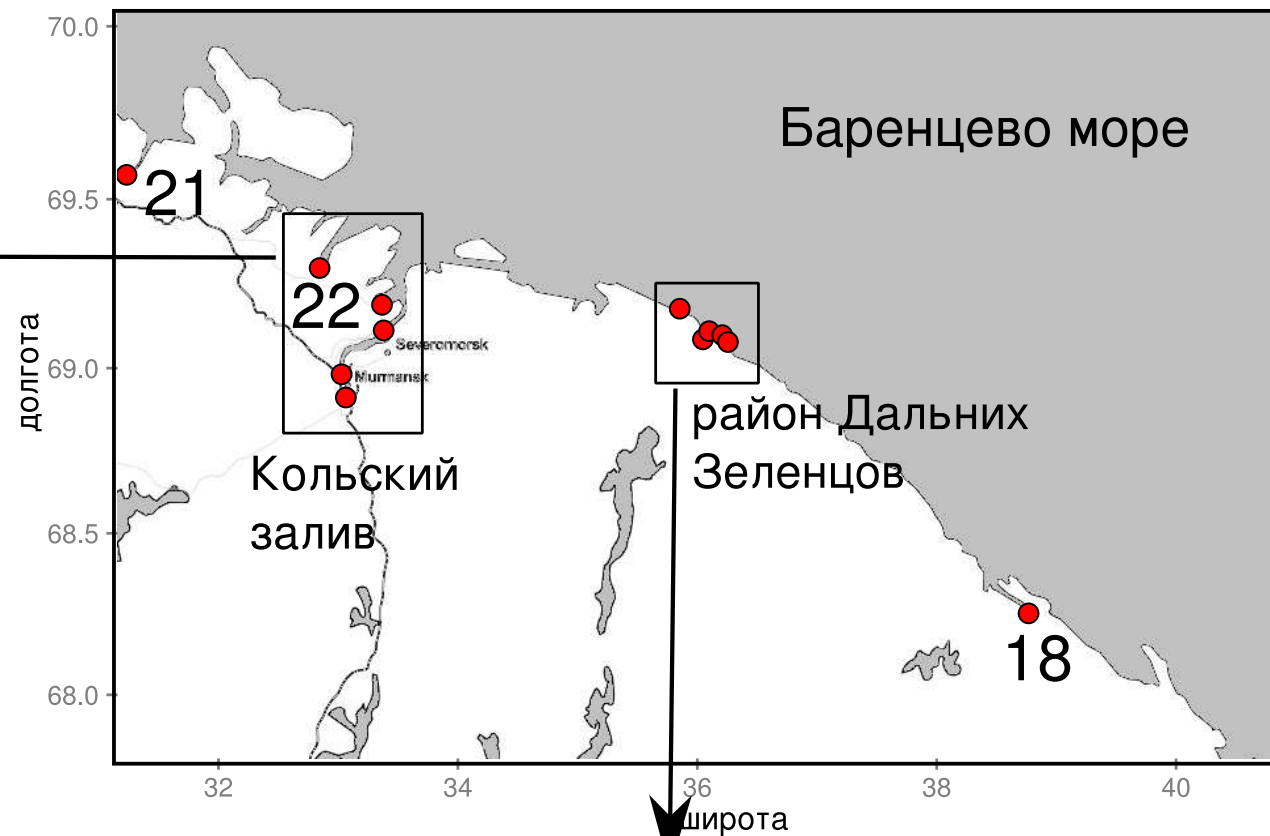 70.0
Баренцево море
21
69.5
22
Severomorsk
69.0
Murmansk
долгота
район Дальних
Зеленцов
Кольский
залив
68.5
18
68.0
32
34
36
38
40
широта